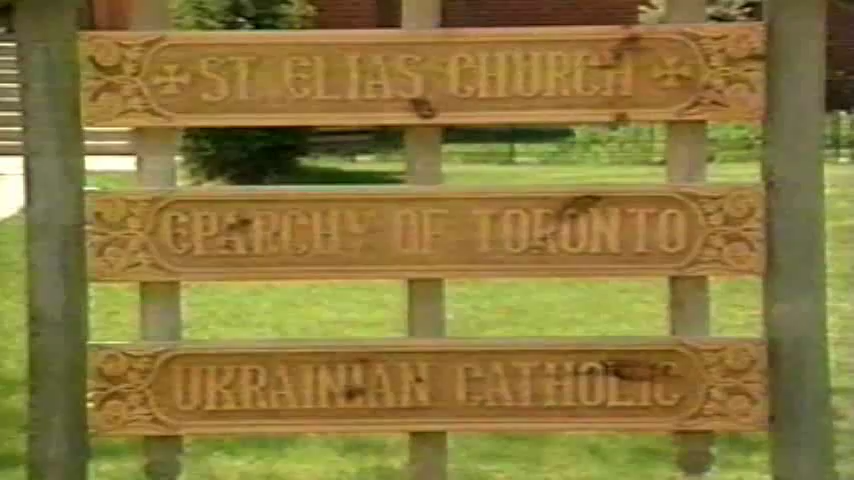 ST. ELIAS CHURCH
EPARCHY OF TORONTO
UKRAINIAN CATHOLIC